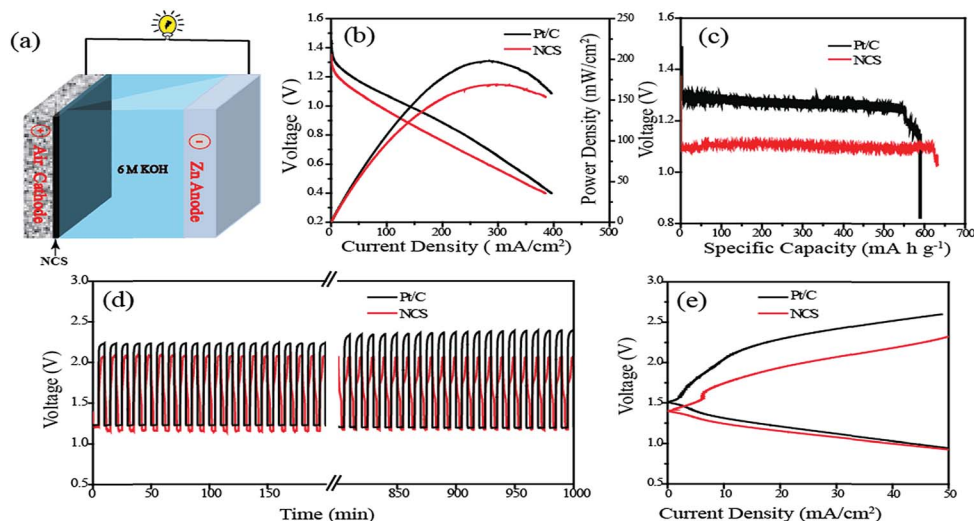 (a)
+
Air Cathode
6 M KOH
-
Zn Anode
NCS
(b)
Pt/C
NCS
1.6
1.4
1.2
1.0
0.8
0.6
0.4
0.2
Voltage (V)
250
200
150
100
50
0
Power Density (mW/cm²)
0 100 200 300 400 500
Current Density ( mA/cm²)
(c)
Pt/C
NCS
1.6
1.4
1.2
1.0
0.8
Voltage (V)
0 100 200 300 400 500 600 700
Specific Capacity (mA h g⁻¹)
(d)
Pt/C
NCS
3.0
2.5
2.0
1.5
1.0
0.5
Voltage (V)
0 50 100 150 850 900 950 1000
Time (min)
(e)
Pt/C
NCS
3.0
2.5
2.0
1.5
1.0
0.5
Voltage (V)
0 10 20 30 40 50
Current Density (mA/cm²)